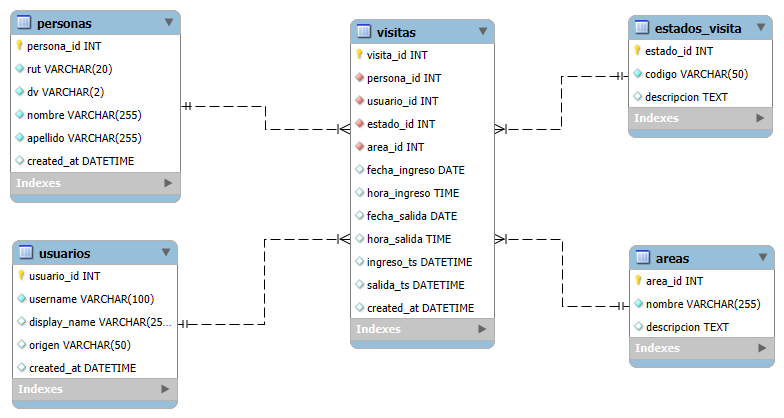 personas
persona_id INT
rut VARCHAR(20)
dv VARCHAR(2)
nombre VARCHAR(255)
apellido VARCHAR(255)
created_at DATETIME
Indexes
visitas
visita_id INT
persona_id INT
usuario_id INT
estado_id INT
area_id INT
fecha_ingreso DATE
hora_ingreso TIME
fecha_salida DATE
hora_salida TIME
ingreso_ts DATETIME
salida_ts DATETIME
created_at DATETIME
Indexes
estados_visita
estado_id INT
codigo VARCHAR(50)
descripcion TEXT
Indexes
usuarios
usuario_id INT
username VARCHAR(100)
display_name VARCHAR(25...
origen VARCHAR(50)
created_at DATETIME
Indexes
areas
area_id INT
nombre VARCHAR(255)
descripcion TEXT
Indexes